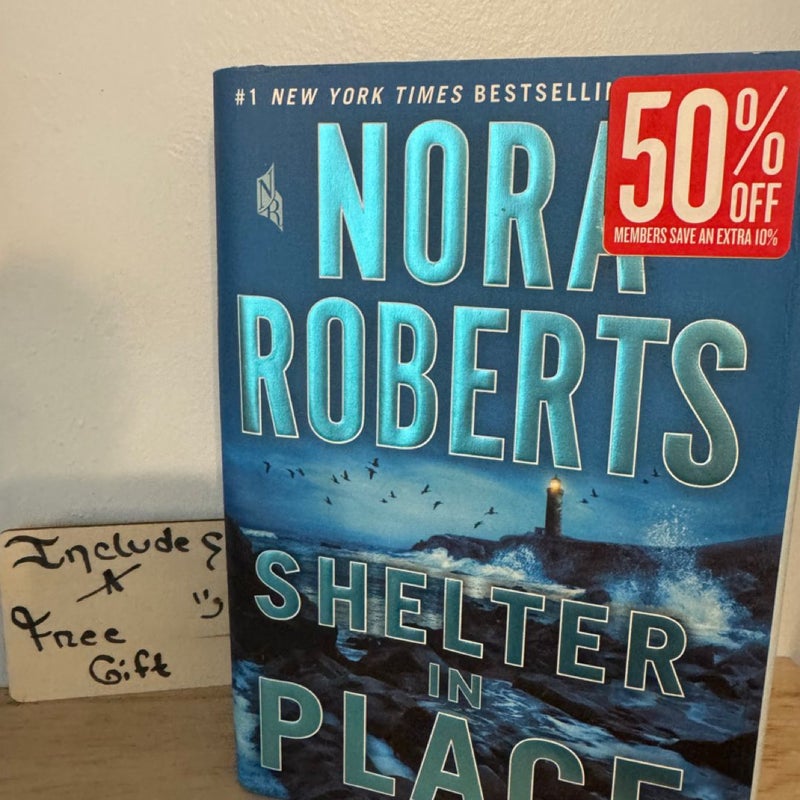 #1 NEW YORK TIMES BESTSELLI
NORA
ROBERTS
NR
50% OFF
MEMBERS SAVE AN EXTRA 10%
SHELTER
IN
PLACE
Includes
A
Free
Gift